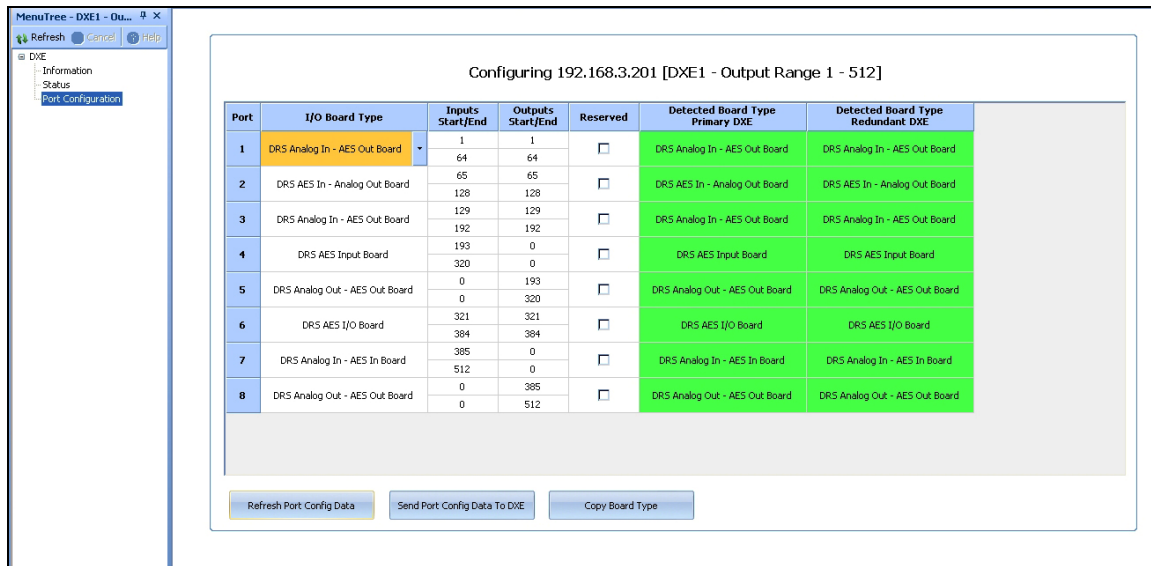 MenuTree - DXE1 - Ou...
Refresh Cancel Help
DXE
Information
Status
Port Configuration
Configuring 192.168.3.201 [DXE1 - Output Range 1 - 512]
Port I/O Board Type Inputs Start/End Outputs Start/End Reserved Detected Board Type Primary DXE Detected Board Type Redundant DXE
1 DRS Analog In - AES Out Board 1 1 DRS Analog In - AES Out Board DRS Analog In - AES Out Board
64 64
2 DRS AES In - Analog Out Board 65 65 DRS AES In - Analog Out Board DRS AES In - Analog Out Board
128 128
3 DRS Analog In - AES Out Board 129 129 DRS Analog In - AES Out Board DRS Analog In - AES Out Board
192 192
4 DRS AES Input Board 193 0 DRS AES Input Board DRS AES Input Board
320 0
5 DRS Analog Out - AES Out Board 0 193 DRS Analog Out - AES Out Board DRS Analog Out - AES Out Board
0 320
6 DRS AES I/O Board 321 321 DRS AES I/O Board DRS AES I/O Board
384 384
7 DRS Analog In - AES In Board 385 0 DRS Analog In - AES In Board DRS Analog In - AES In Board
512 0
8 DRS Analog Out - AES Out Board 0 385 DRS Analog Out - AES Out Board DRS Analog Out - AES Out Board
0 512
Refresh Port Config Data Send Port Config Data To DXE Copy Board Type